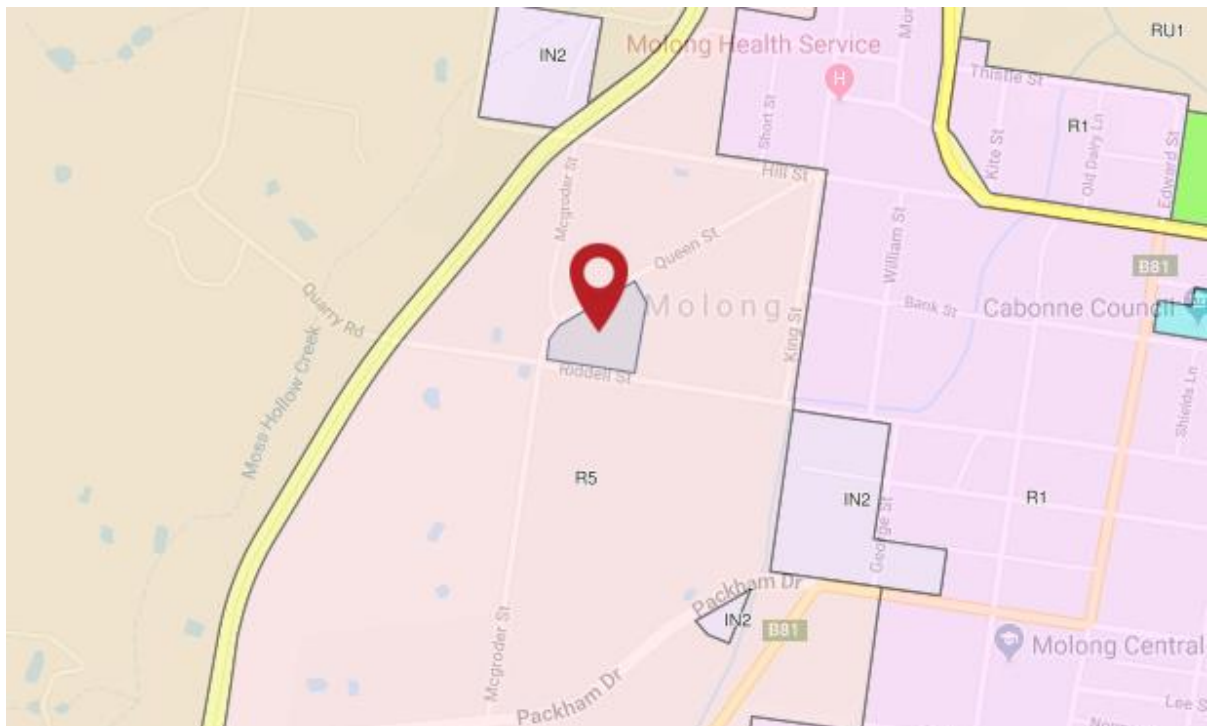 RU1
IN2
Molong Health Service
H
Thistle St
Short St
R1
Kite St
Old Dairy Ln
Edward St
Hill St
Mcgroder St
Queen St
William St
B81
Quarry Rd
Molong
Bank St
Cabonne Council
King St
Riddell St
Moss Hollow Creek
Shields Ln
R5
IN2
R1
George St
Packham Dr
IN2
B81
Mcgroder St
Molong Central
Packham Dr
Lee S